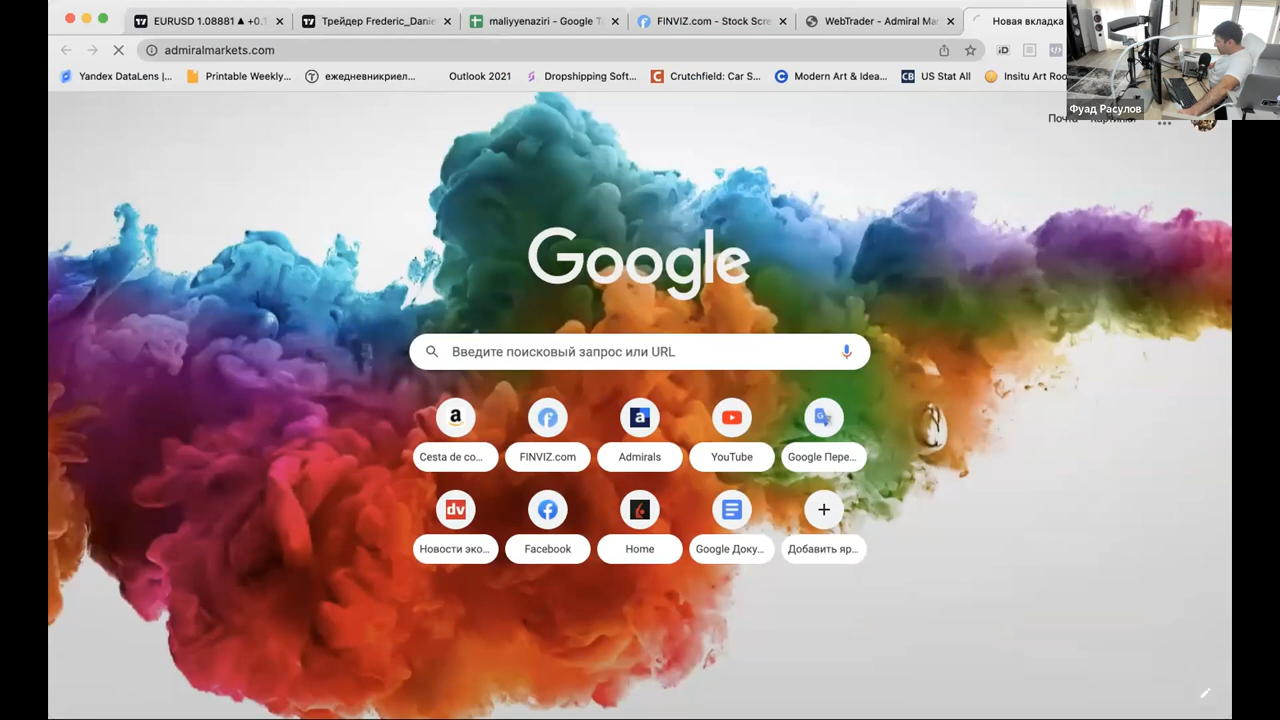 EURUSD 1.08881 ▲ +0.
Трейдер Frederic_Danie
maliyyenaziri - Google T
FINVIZ.com - Stock Scre
WebTrader - Admiral Ma
Новая вкладка
admiralmarkets.com
iD
Yandex DataLens |...
Printable Weekly...
ежедневникрилл...
Outlook 2021
Dropshipping Soft...
Crutchfield: Car S...
Modern Art & Idea...
US Stat All
Insitu Art Roo
Фуад Расулов
Почта
Google
Введите поисковый запрос или URL
Cesta de co...
FINVIZ.com
Admirals
YouTube
Google Пере...
Новости эко...
Facebook
Home
Google Доку...
Добавить яр...